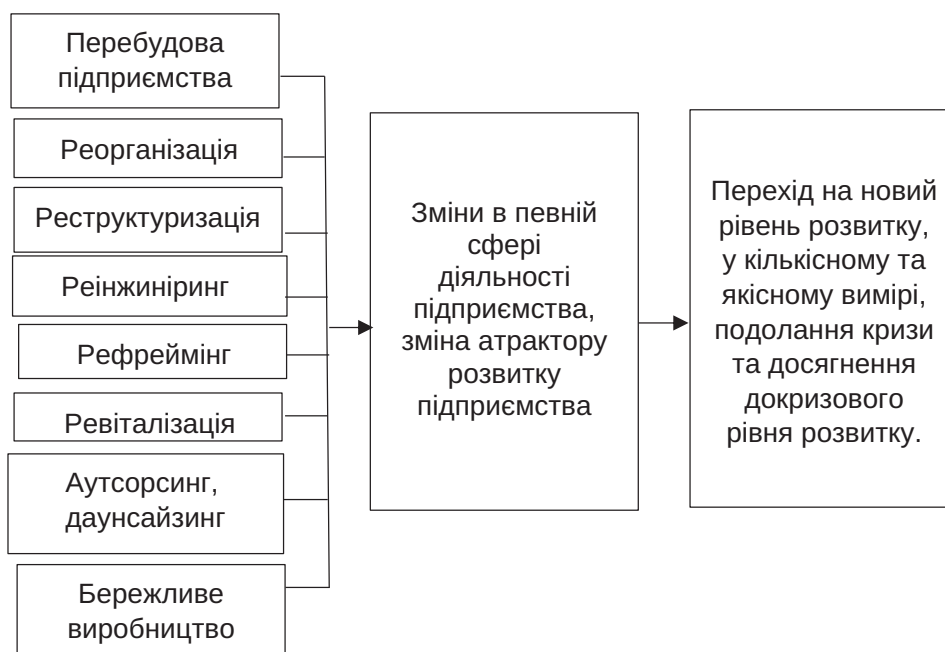 Перебудова
підприємства
Реорганізація
Реструктуризація
Реінжиніринг
Рефреймінг
Ревіталізація
Аутсорсинг,
даунсайзинг
Бережливе
виробництво
Зміни в певній
сфері
діяльності
підприємства,
зміна атрактору
розвитку
підприємства
Перехід на новий
рівень розвитку,
у кількісному та
якісному вимірі,
подолання кризи
та досягнення
докризового
рівня розвитку.